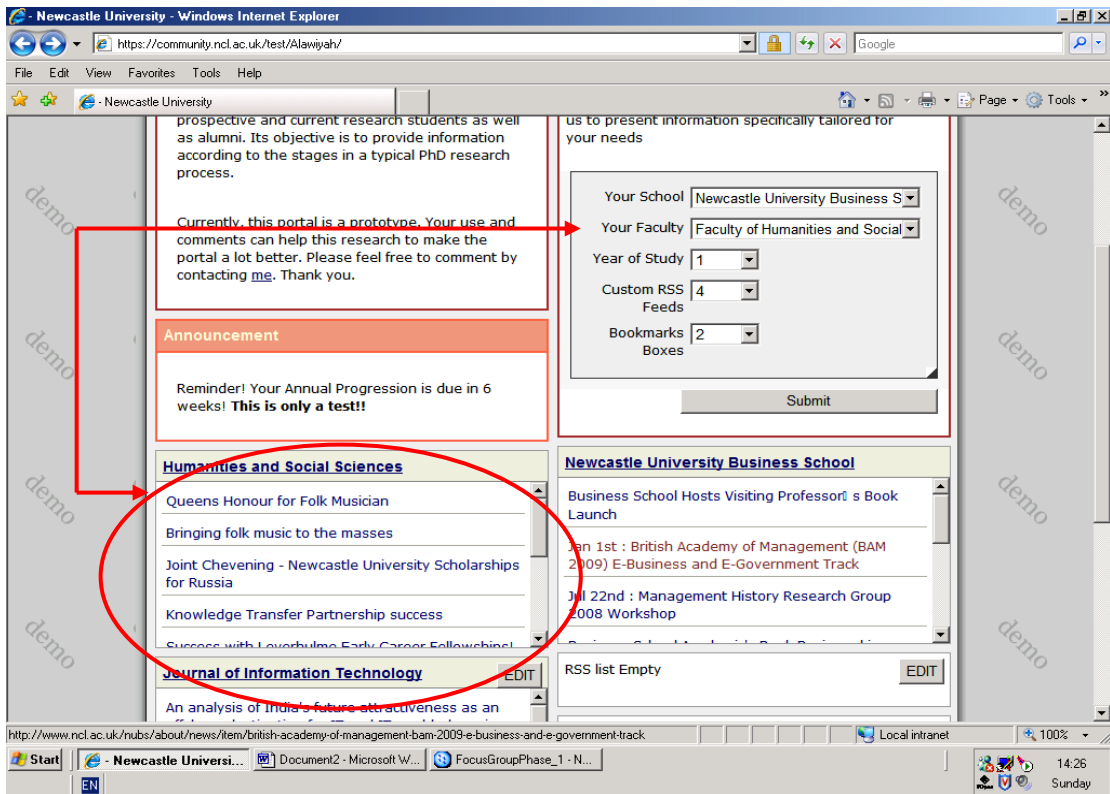 - Newcastle University - Windows Internet Explorer
https://community.ncl.ac.uk/test/Alawiyah/
Google
File Edit View Favorites Tools Help
- Newcastle University
Page
Tools
prospective and current research students as well
as alumni. Its objective is to provide information
according to the stages in a typical PhD research
process.
Currently, this portal is a prototype. Your use and
comments can help this research to make the
portal a lot better. Please feel free to comment by
contacting me. Thank you.
us to present information specifically tailored for
your needs
Your School Newcastle University Business S
Your Faculty Faculty of Humanities and Social
Year of Study 1
Custom RSS
Feeds
4
Bookmarks
Boxes
2
Submit
Announcement
Reminder! Your Annual Progression is due in 6
weeks! This is only a test!!
Humanities and Social Sciences
Queens Honour for Folk Musician
Bringing folk music to the masses
Joint Chevening - Newcastle University Scholarships
for Russia
Knowledge Transfer Partnership success
Success with Leverhulme Early Career Fellowships!
Newcastle University Business School
Business School Hosts Visiting Professor s Book
Launch
Jan 1st : British Academy of Management (BAM
2009) E-Business and E-Government Track
Jul 22nd : Management History Research Group
2008 Workshop
Journal of Information Technology
EDIT
An analysis of India's future attractiveness as an
RSS list Empty
EDIT
demo
demo
demo
demo
demo
demo
demo
demo
http://www.ncl.ac.uk/nubs/about/news/item/british-academy-of-management-bam-2009-e-business-and-e-government-track
Local intranet
100%
Start
- Newcastle Universi...
Document2 - Microsoft W...
FocusGroupPhase_1 - N...
14:26
EN
Sunday